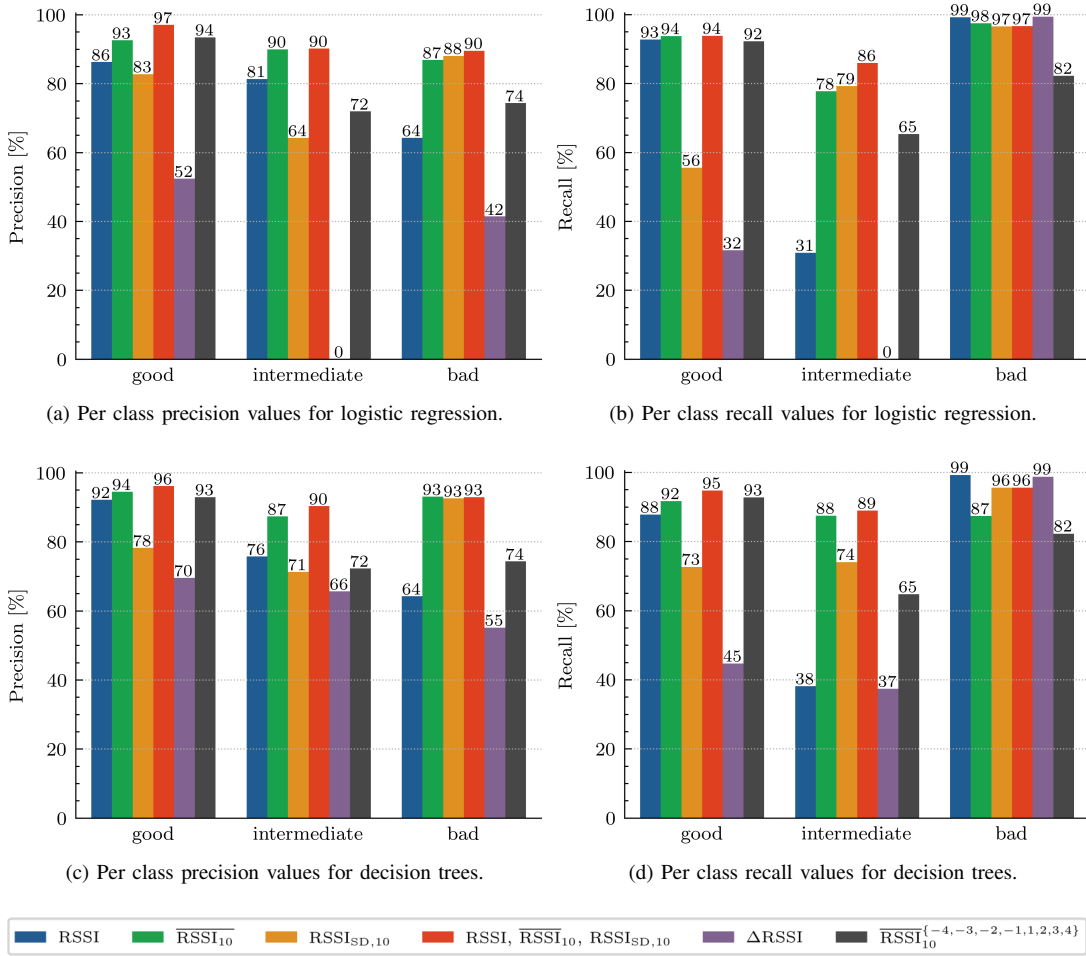 100
80
60
40
20
0
Precision [%]
86 93 83 97 52 94
81 90 64 90 0 72
64 87 88 90 42 74
good intermediate bad
(a) Per class precision values for logistic regression.
100
80
60
40
20
0
Recall [%]
93 94 56 94 32 92
31 78 79 86 0 65
99 98 97 97 99 82
good intermediate bad
(b) Per class recall values for logistic regression.
100
80
60
40
20
0
Precision [%]
92 94 78 96 70 93
76 87 71 90 66 72
64 93 93 93 55 74
good intermediate bad
(c) Per class precision values for decision trees.
100
80
60
40
20
0
Recall [%]
88 92 73 95 45 93
38 88 74 89 37 65
99 87 96 96 99 82
good intermediate bad
(d) Per class recall values for decision trees.
RSSI R̅S̅S̅I̅₁₀ RSSI_SD,10 RSSI, R̅S̅S̅I̅₁₀, RSSI_SD,10 ΔRSSI R̅S̅S̅I̅₁₀^{−4,−3,−2,−1,1,2,3,4}